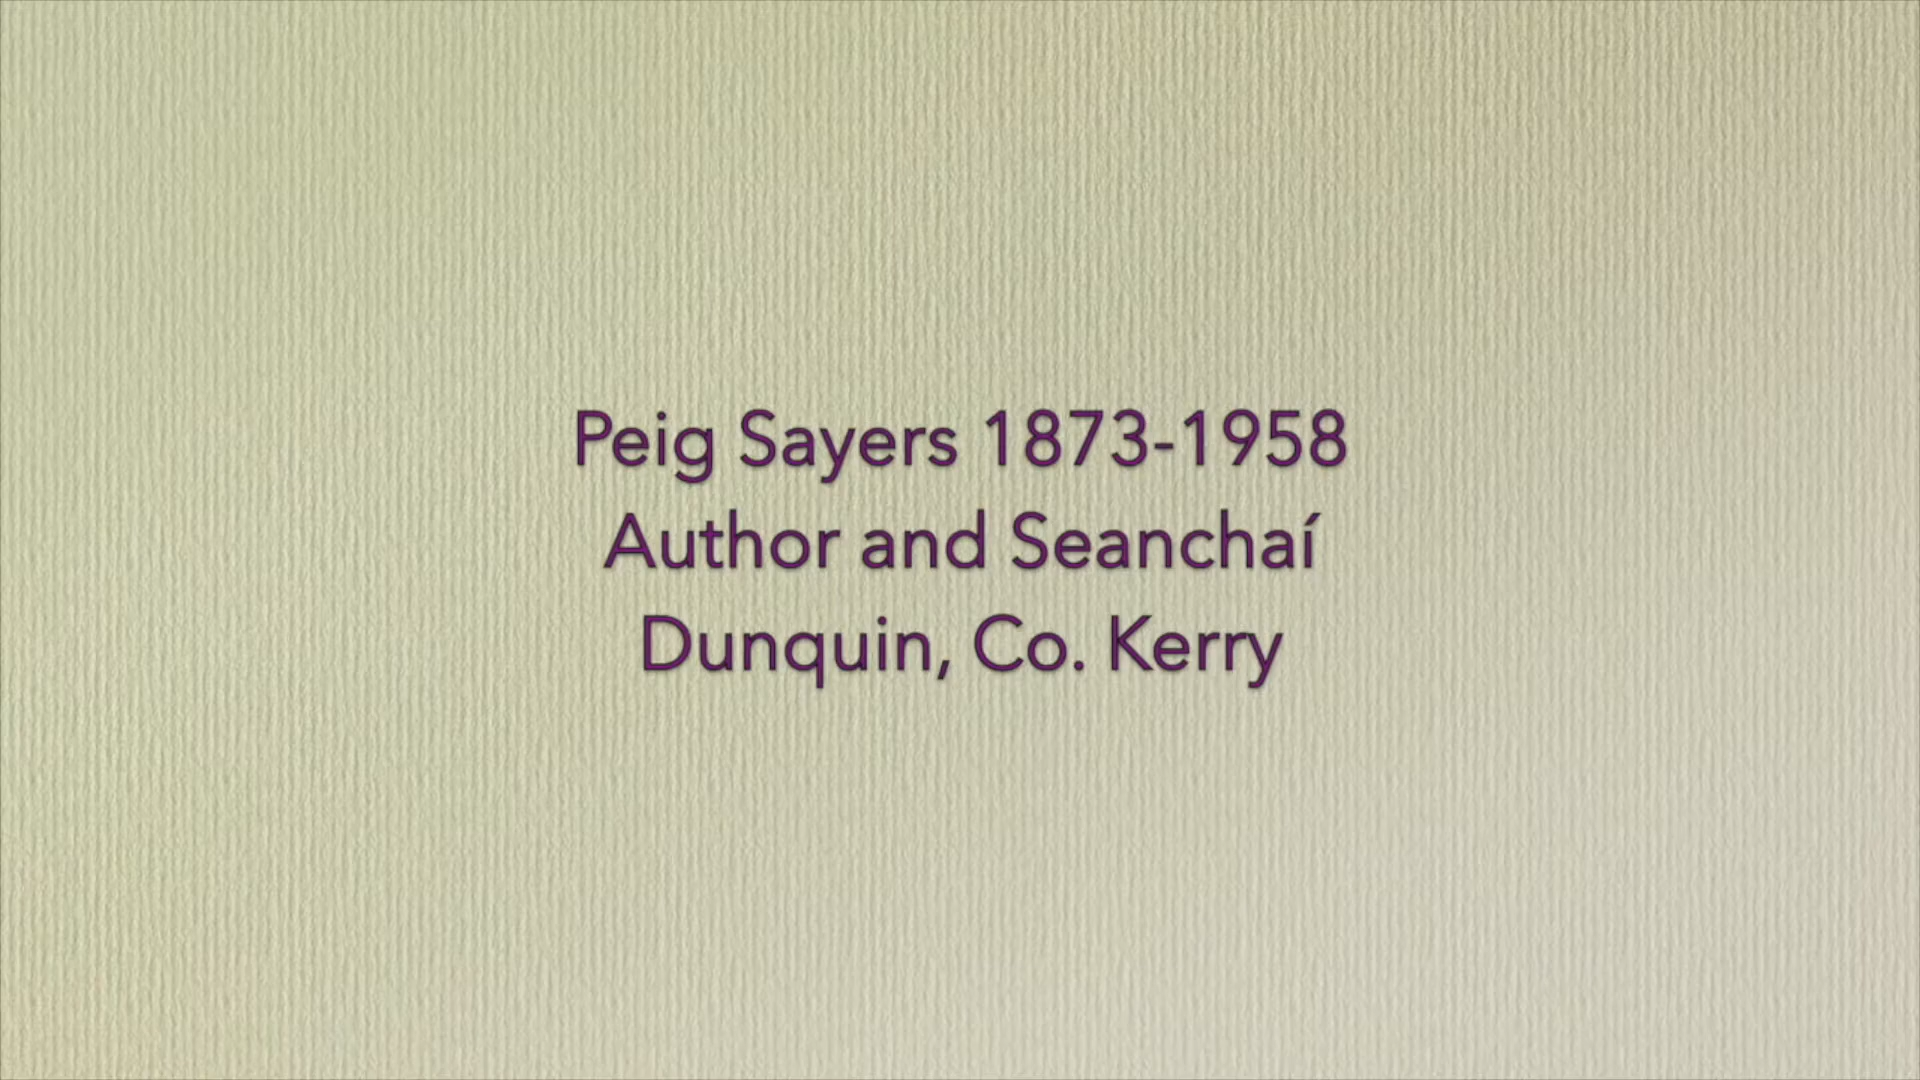 Peig Sayers 1873-1958
Author and Seanchaí
Dunquin, Co. Kerry